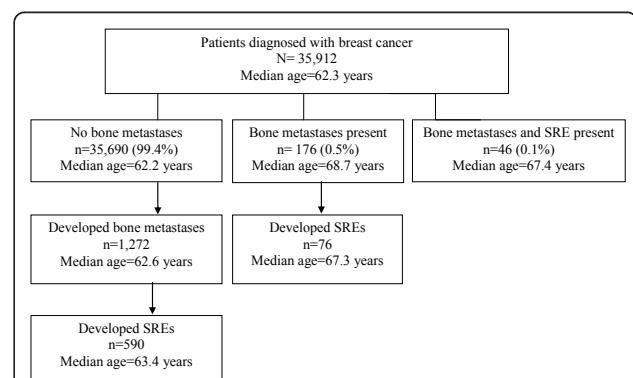 Patients diagnosed with breast cancer
N= 35,912
Median age=62.3 years
No bone metastases
n=35,690 (99.4%)
Median age=62.2 years
Bone metastases present
n= 176 (0.5%)
Median age=68.7 years
Bone metastases and SRE present
n=46 (0.1%)
Median age=67.4 years
Developed bone metastases
n=1,272
Median age=62.6 years
Developed SREs
n=76
Median age=67.3 years
Developed SREs
n=590
Median age=63.4 years